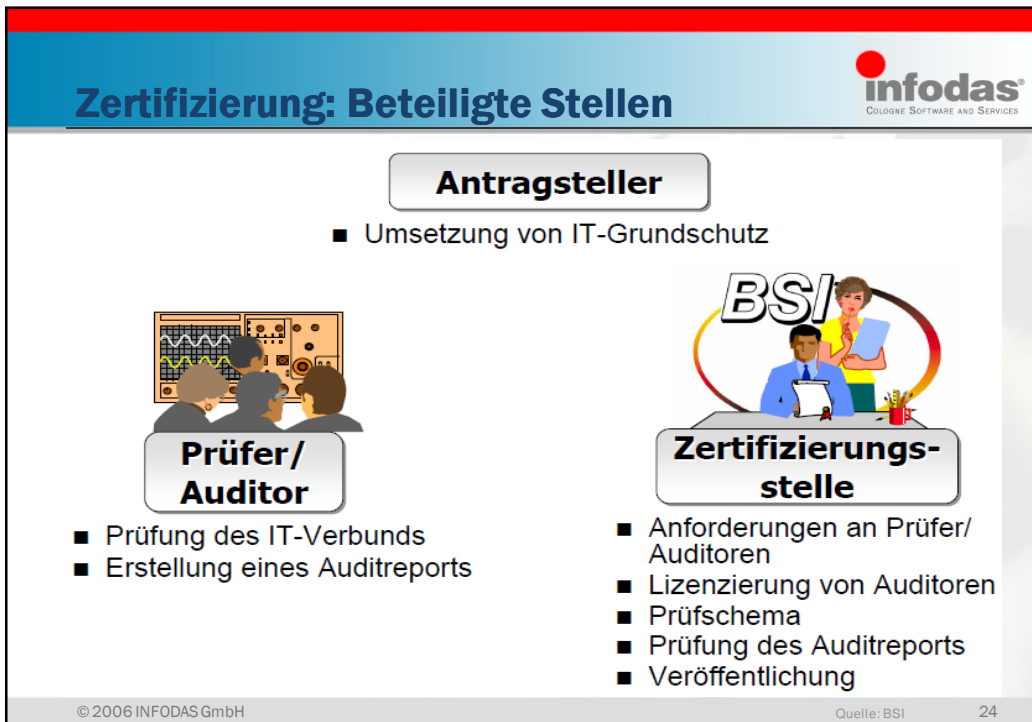 Zertifizierung: Beteiligte Stellen
infodas®
COLOGNE SOFTWARE AND SERVICES
Antragsteller
■ Umsetzung von IT-Grundschutz
BSI
Prüfer/
Auditor
■ Prüfung des IT-Verbunds
■ Erstellung eines Auditreports
Zertifizierungs-
stelle
■ Anforderungen an Prüfer/
Auditoren
■ Lizenzierung von Auditoren
■ Prüfschema
■ Prüfung des Auditreports
■ Veröffentlichung
© 2006 INFODAS GmbH
Quelle: BSI
24